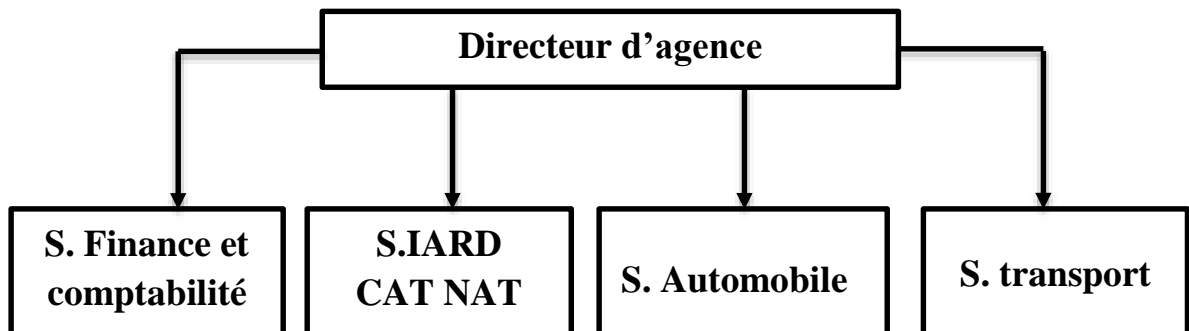 Directeur d’agence
S. Finance et
comptabilité
S.IARD
CAT NAT
S. Automobile
S. transport